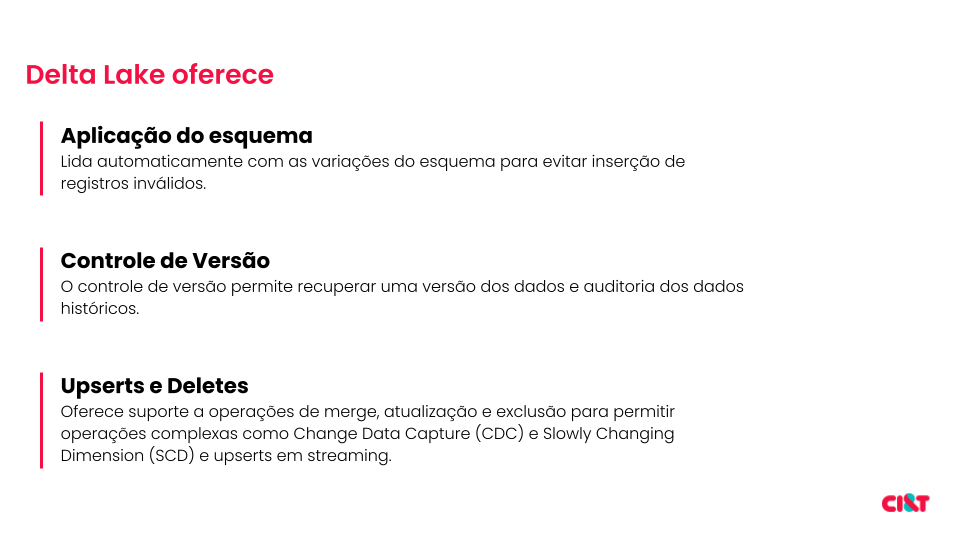 Delta Lake oferece
Aplicação do esquema
Lida automaticamente com as variações do esquema para evitar inserção de
registros inválidos.
Controle de Versão
O controle de versão permite recuperar uma versão dos dados e auditoria dos dados
históricos.
Upserts e Deletes
Oferece suporte a operações de merge, atualização e exclusão para permitir
operações complexas como Change Data Capture (CDC) e Slowly Changing
Dimension (SCD) e upserts em streaming.
CI&T